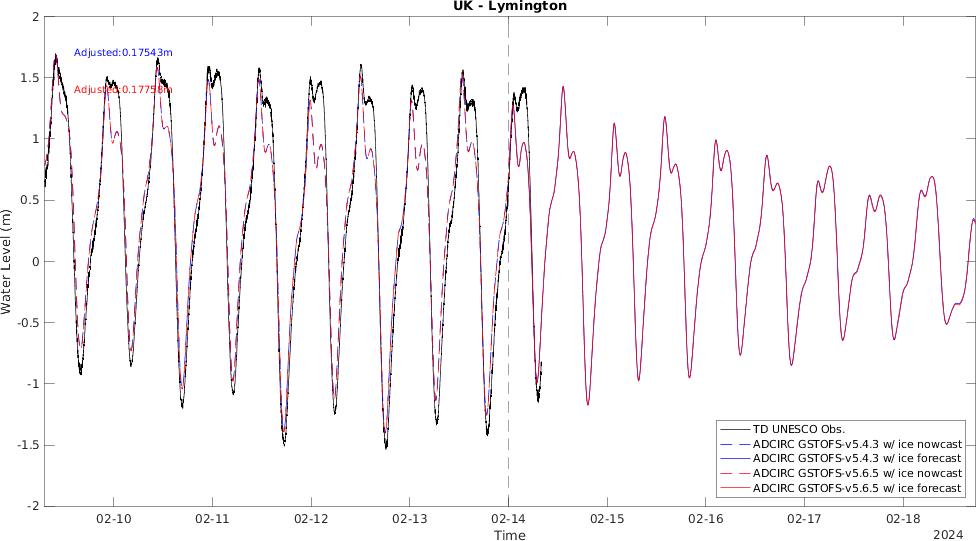 UK - Lymington
2
1.5
1
0.5
0
-0.5
-1
-1.5
-2
Water Level (m)
Adjusted:0.17543m
Adjusted:0.17758m
TD UNESCO Obs.
ADCIRC GSTOFS-v5.4.3 w/ ice nowcast
ADCIRC GSTOFS-v5.4.3 w/ ice forecast
ADCIRC GSTOFS-v5.6.5 w/ ice nowcast
ADCIRC GSTOFS-v5.6.5 w/ ice forecast
02-10 02-11 02-12 02-13 02-14 02-15 02-16 02-17 02-18
Time
2024